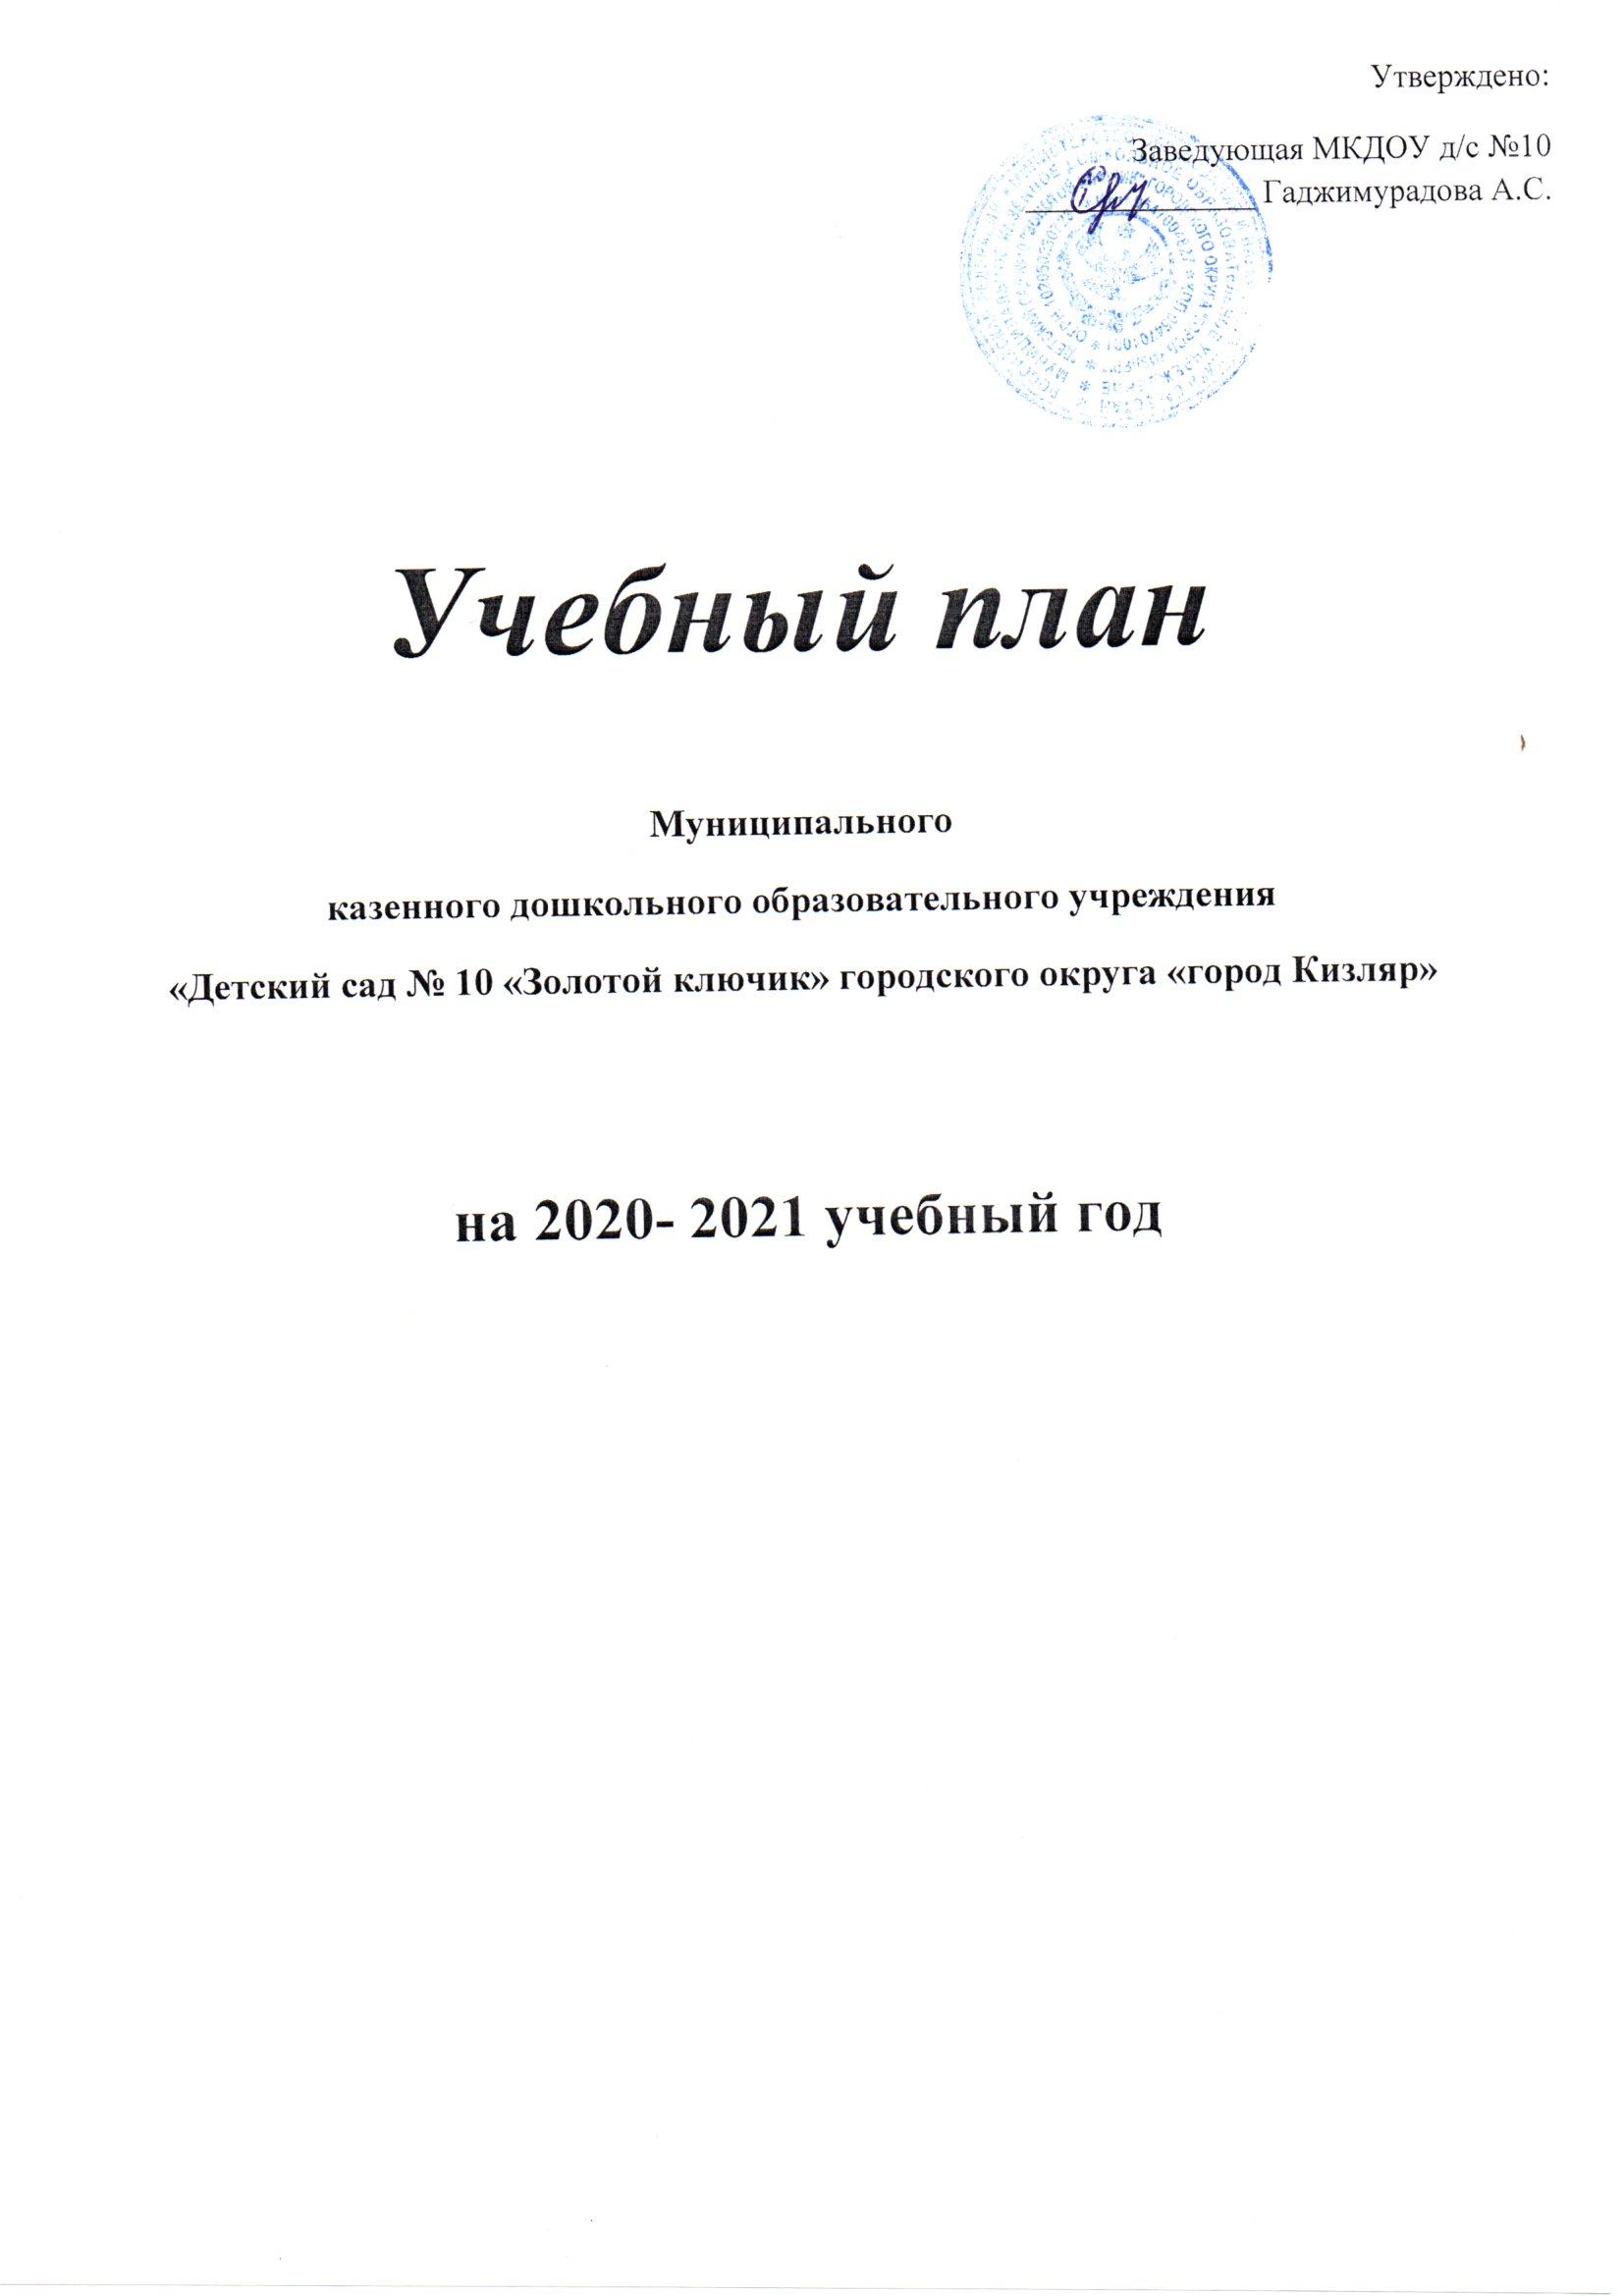 Утверждено:
Заведующая МКДОУ д/с №10
Гаджимурадова А.С.
Учебный план
Муниципального
казенного дошкольного образовательного учреждения
«Детский сад № 10 «Золотой ключик» городского округа «город Кизляр»
на 2020- 2021 учебный год